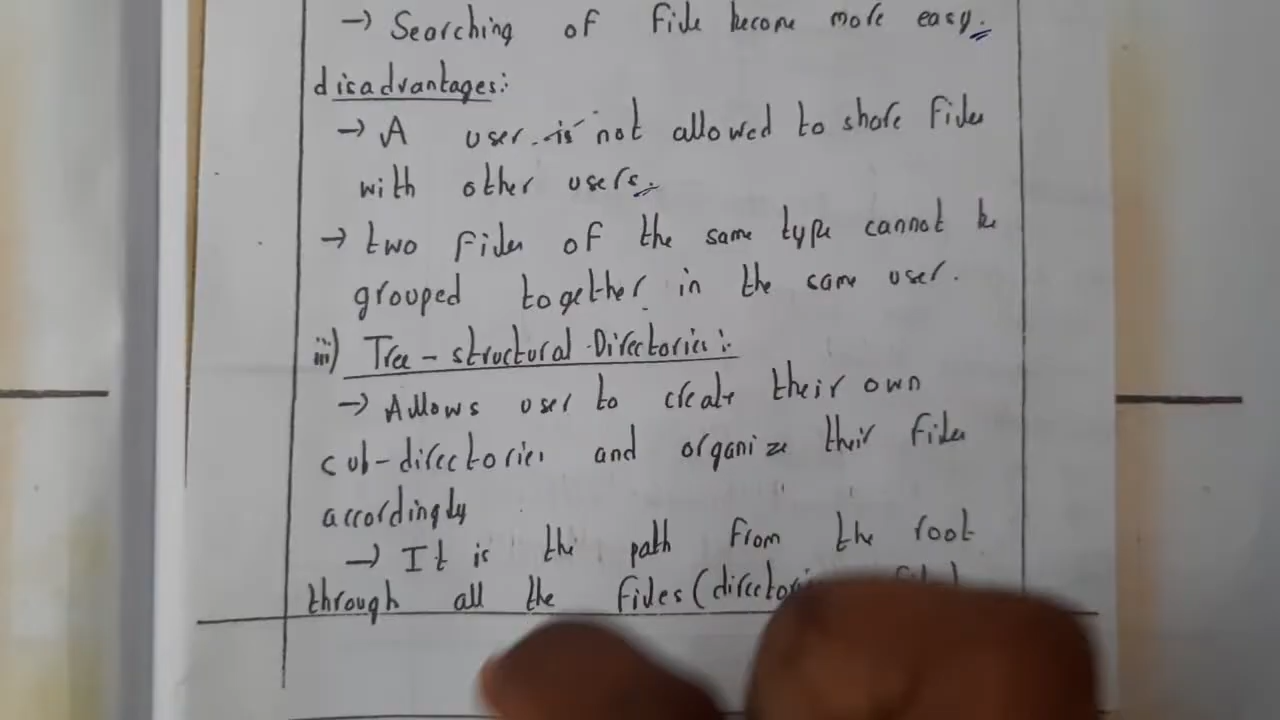 → Searching of File become more easy.
disadvantages:
→ A user is not allowed to share Files
with other users.
→ two Files of the same type cannot be
grouped together in the same user.
iii) Tree - structural Directories:
→ Allows user to create their own
sub-directories and organize their Files
accordingly
→ It is the path From the root
through all the Files (